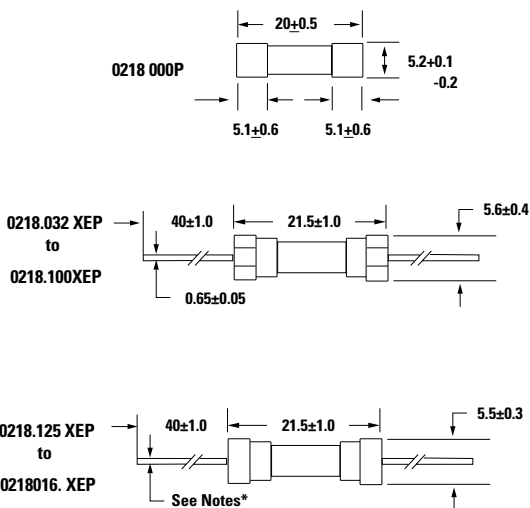 20±0.5
0218 000P
5.2+0.1
-0.2
5.1±0.6 5.1±0.6
0218.032 XEP
to
0218.100XEP
40±1.0 21.5±1.0 5.6±0.4
0.65±0.05
0218.125 XEP
to
0218016. XEP
40±1.0 21.5±1.0 5.5±0.3
See Notes*